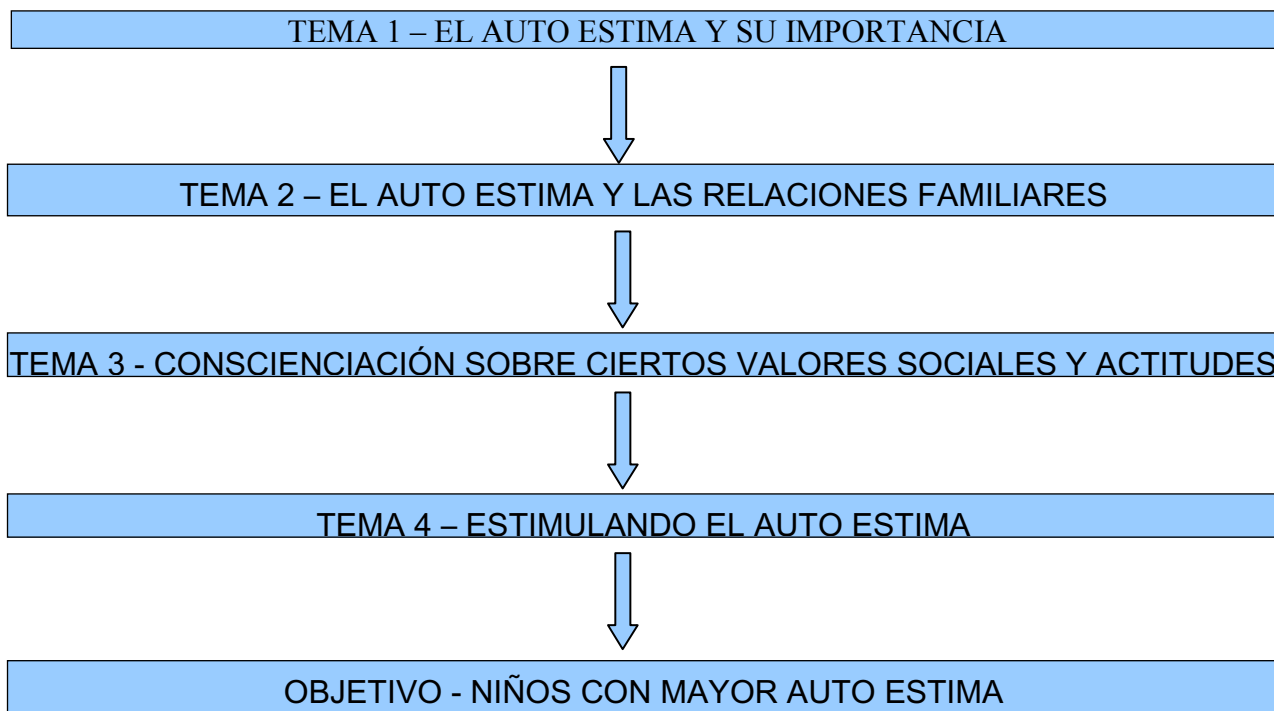 TEMA 1 – EL AUTO ESTIMA Y SU IMPORTANCIA
TEMA 2 – EL AUTO ESTIMA Y LAS RELACIONES FAMILIARES
TEMA 3 - CONSCIENCIACIÓN SOBRE CIERTOS VALORES SOCIALES Y ACTITUDES
TEMA 4 – ESTIMULANDO EL AUTO ESTIMA
OBJETIVO - NIÑOS CON MAYOR AUTO ESTIMA